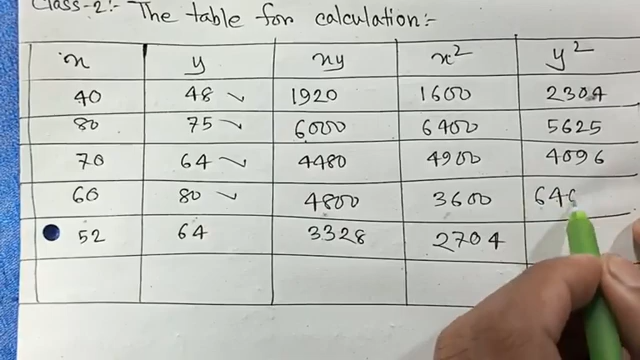 Class-2:- The table for calculation:-
x y xy x² y²
40 48 1920 1600 2304
80 75 6000 6400 5625
70 64 4480 4900 4096
60 80 4800 3600 640
52 64 3328 2704